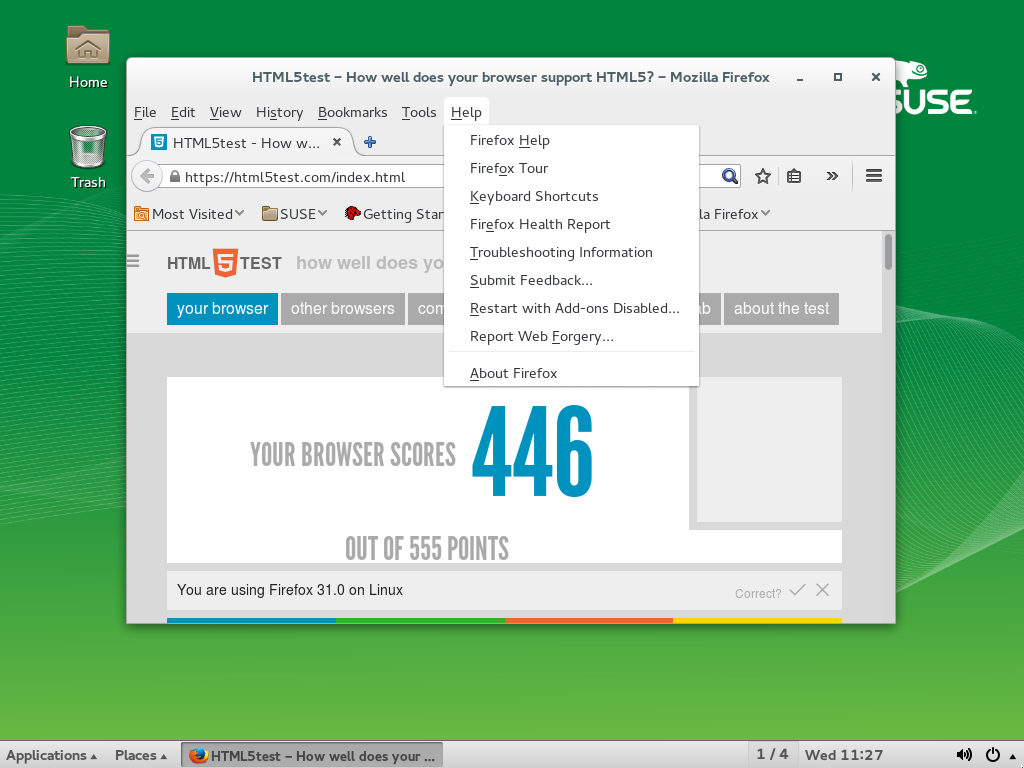 Home
Trash
SUSE
HTML5test – How well does your browser support HTML5? – Mozilla Firefox
File Edit View History Bookmarks Tools Help
HTML5test - How w...
https://html5test.com/index.html
Most Visited SUSE Getting Star la Firefox
Firefox Help
Firefox Tour
Keyboard Shortcuts
Firefox Health Report
Troubleshooting Information
Submit Feedback...
Restart with Add-ons Disabled...
Report Web Forgery...
About Firefox
HTML 5 TEST how well does yo
your browser other browsers com ab about the test
YOUR BROWSER SCORES 446
OUT OF 555 POINTS
You are using Firefox 31.0 on Linux Correct?
Applications Places HTML5test – How well does your ... 1 / 4 Wed 11:27